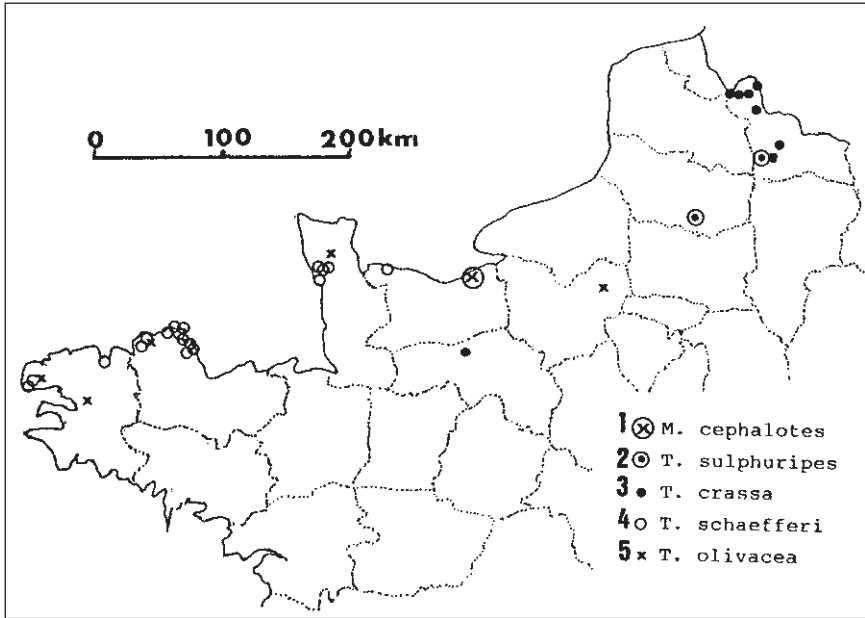 0 100 200km
1 M. cephalotes
2 T. sulphuripes
3 T. crassa
4 T. schaefferi
5 T. olivacea